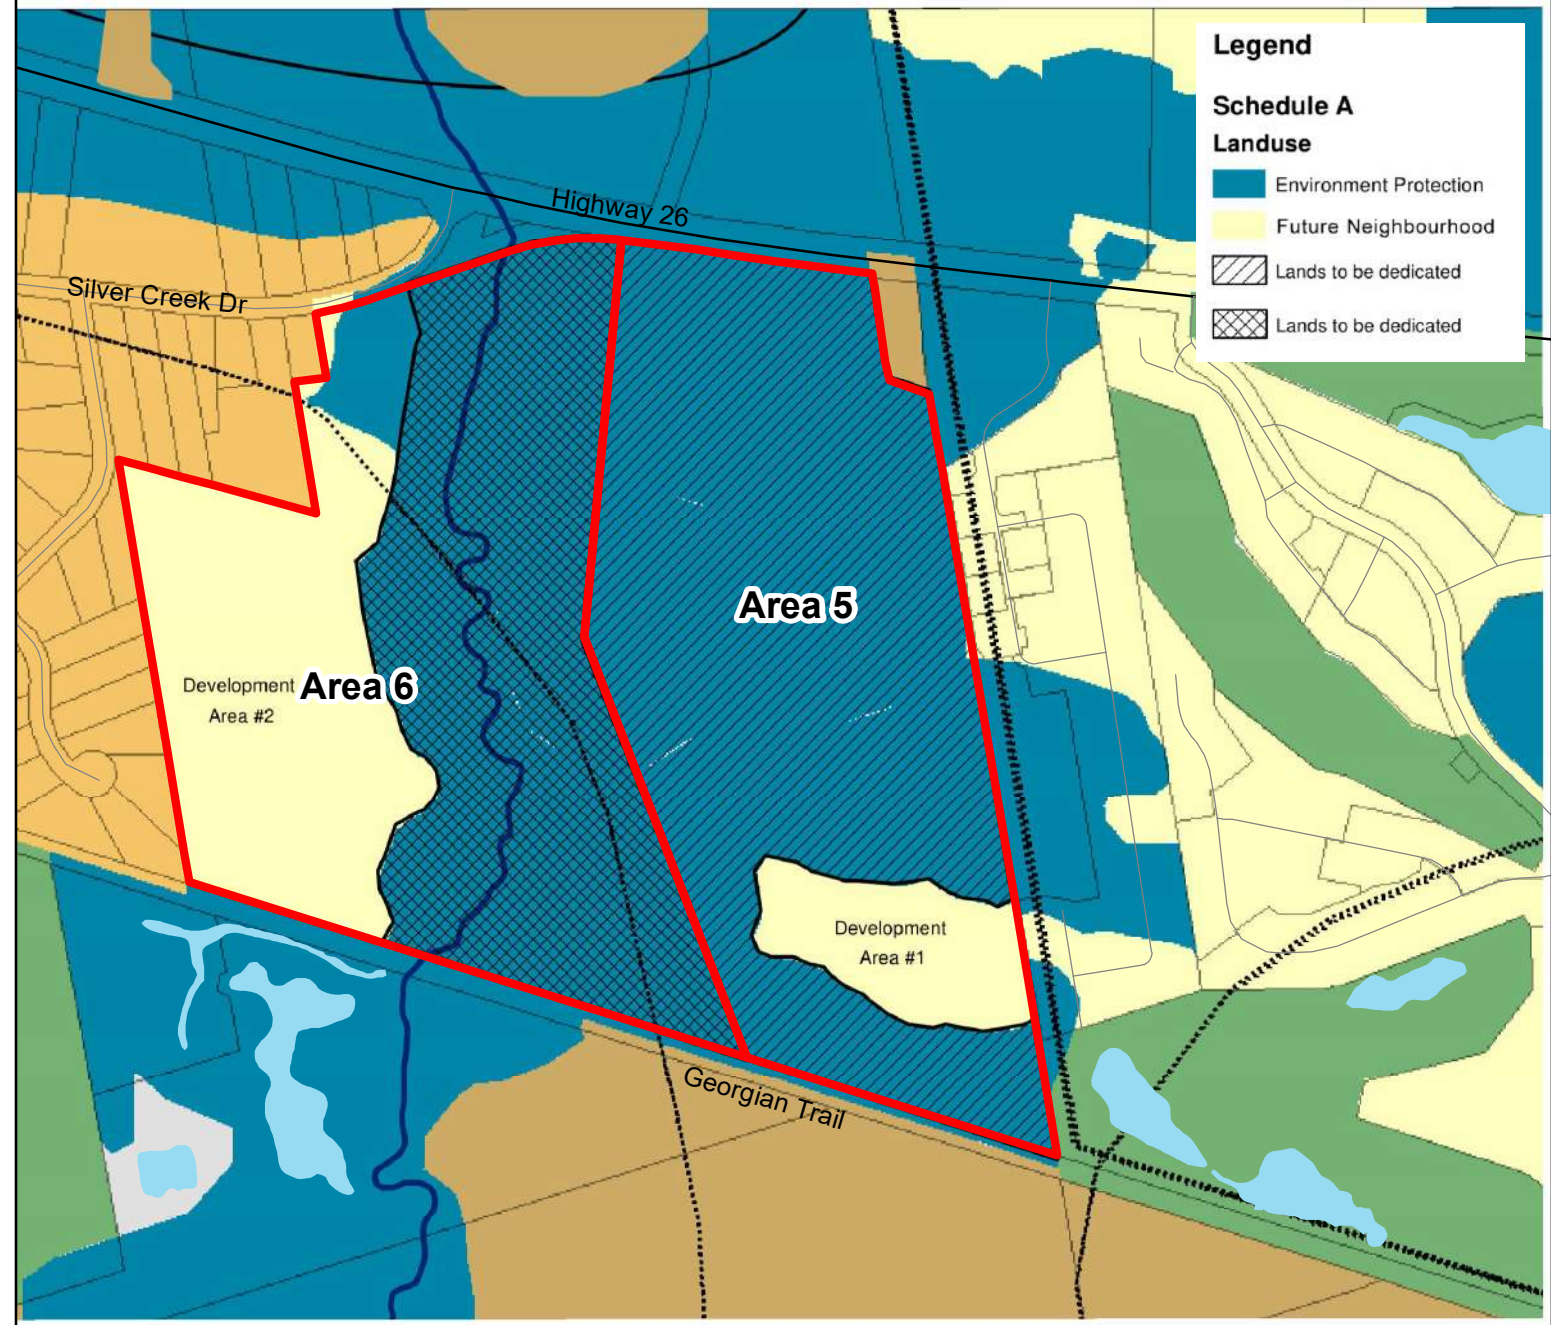 Legend
Schedule A
Landuse
Environment Protection
Future Neighbourhood
Lands to be dedicated
Lands to be dedicated
Highway 26
Silver Creek Dr
Area 5
Development
Area #2
Area 6
Development
Area #1
Georgian Trail